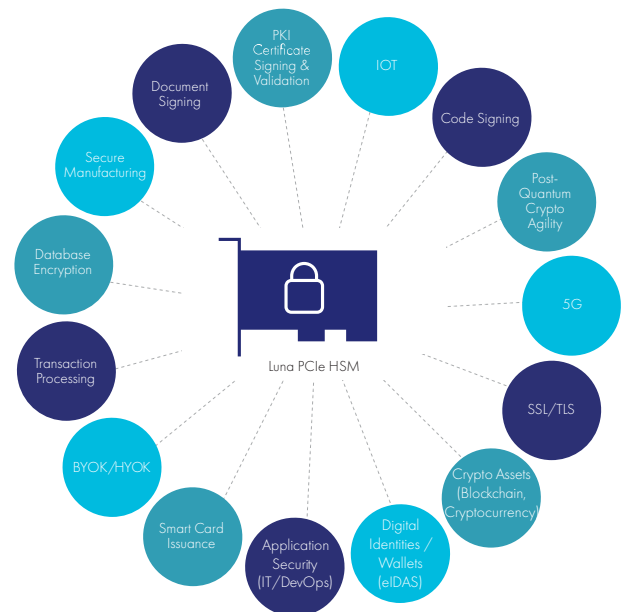 PKI
Certificate
Signing &
Validation
IOT
Code Signing
Post-
Quantum
Crypto
Agility
5G
SSL/TLS
Crypto Assets
(Blockchain,
Cryptocurrency)
Digital
Identities /
Wallets
(eIDAS)
Application
Security
(IT/DevOps)
Smart Card
Issuance
BYOK/HYOK
Transaction
Processing
Database
Encryption
Secure
Manufacturing
Document
Signing
Luna PCIe HSM